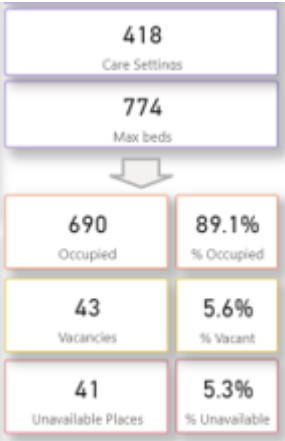 418
Care Settings
774
Max beds
690
Occupied
89.1%
% Occupied
43
Vacancies
5.6%
% Vacant
41
Unavailable Places
5.3%
% Unavailable